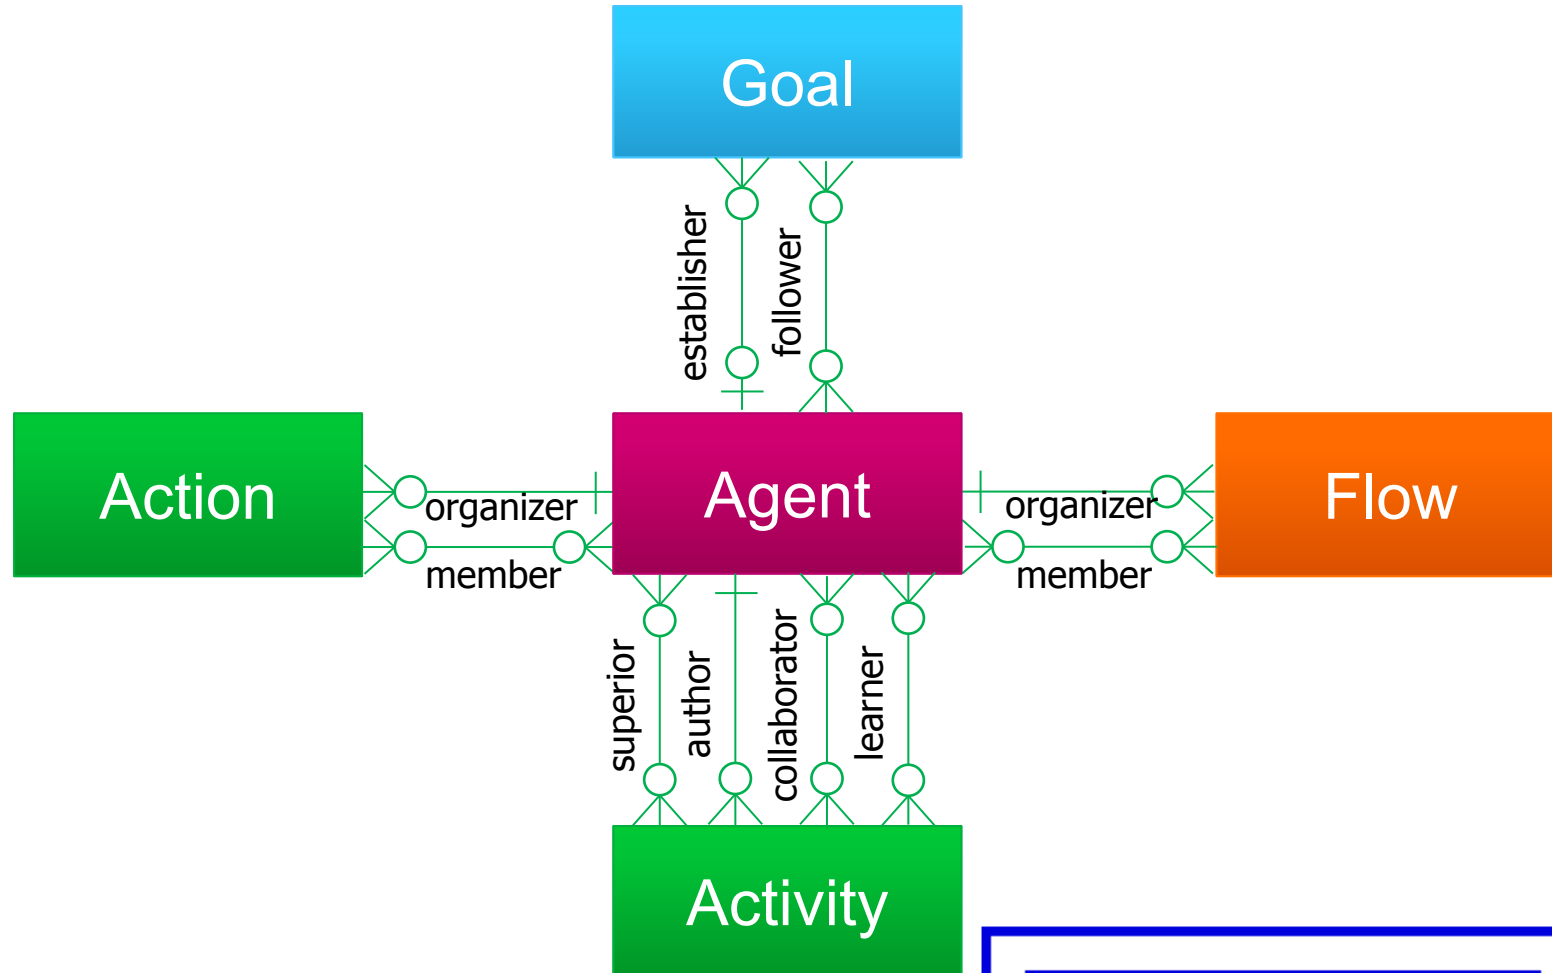 Goal
establisher
follower
Action
organizer
member
Agent
organizer
member
Flow
superior
author
collaborator
learner
Activity